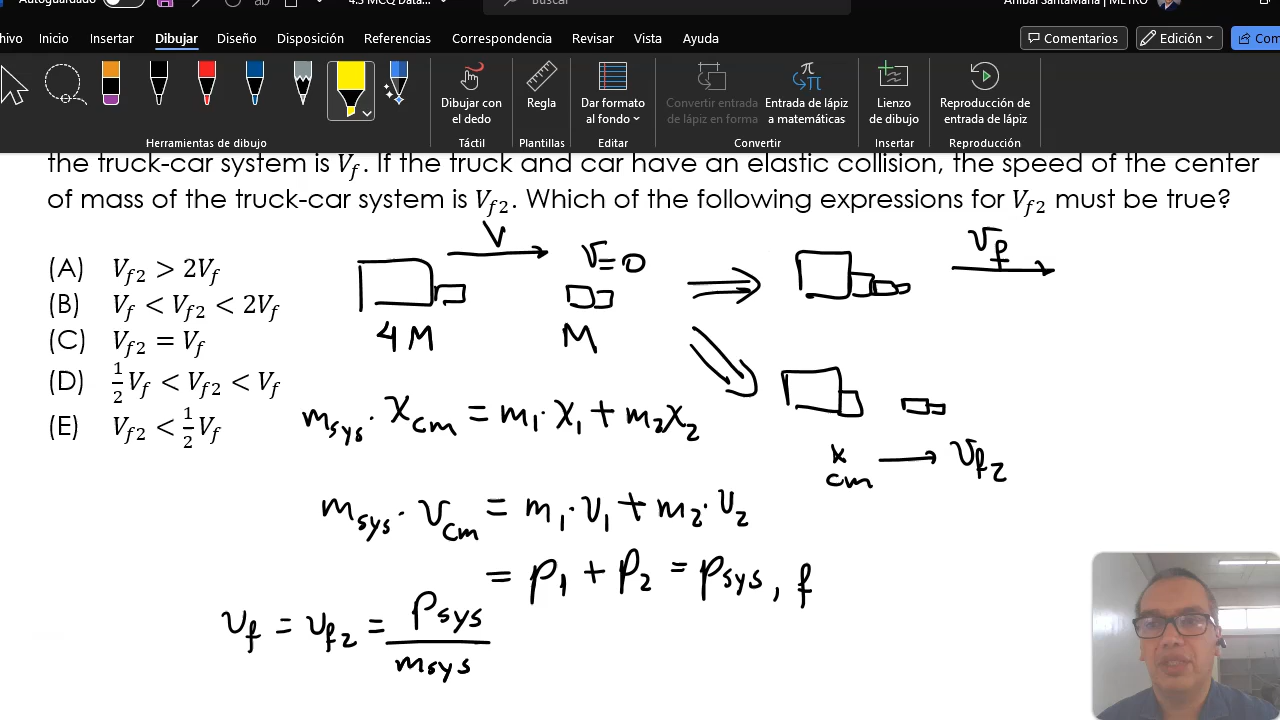 Autoguardado
4.3 MCQ Data...
Buscar
Aníbal SantaMaría | METRO
hivo Inicio Insertar Dibujar Diseño Disposición Referencias Correspondencia Revisar Vista Ayuda Comentarios Edición Com
Dibujar con el dedo
Regla
Dar formato al fondo
Convertir entrada de lápiz en forma
Entrada de lápiz a matemáticas
Lienzo de dibujo
Reproducción de entrada de lápiz
Herramientas de dibujo Táctil Plantillas Editar Convertir Insertar Reproducción
the truck-car system is V_f. If the truck and car have an elastic collision, the speed of the center
of mass of the truck-car system is V_f2. Which of the following expressions for V_f2 must be true?
(A) V_f2 > 2V_f
(B) V_f < V_f2 < 2V_f
(C) V_f2 = V_f
(D) 1/2 V_f < V_f2 < V_f
(E) V_f2 < 1/2 V_f
V
v=0
v_f
4M
M
m_sys · x_cm = m_1 · x_1 + m_2 x_2
x
cm
v_f2
m_sys · v_cm = m_1 · v_1 + m_2 · v_2
= p_1 + p_2 = p_sys, f
v_f = v_f2 = p_sys / m_sys